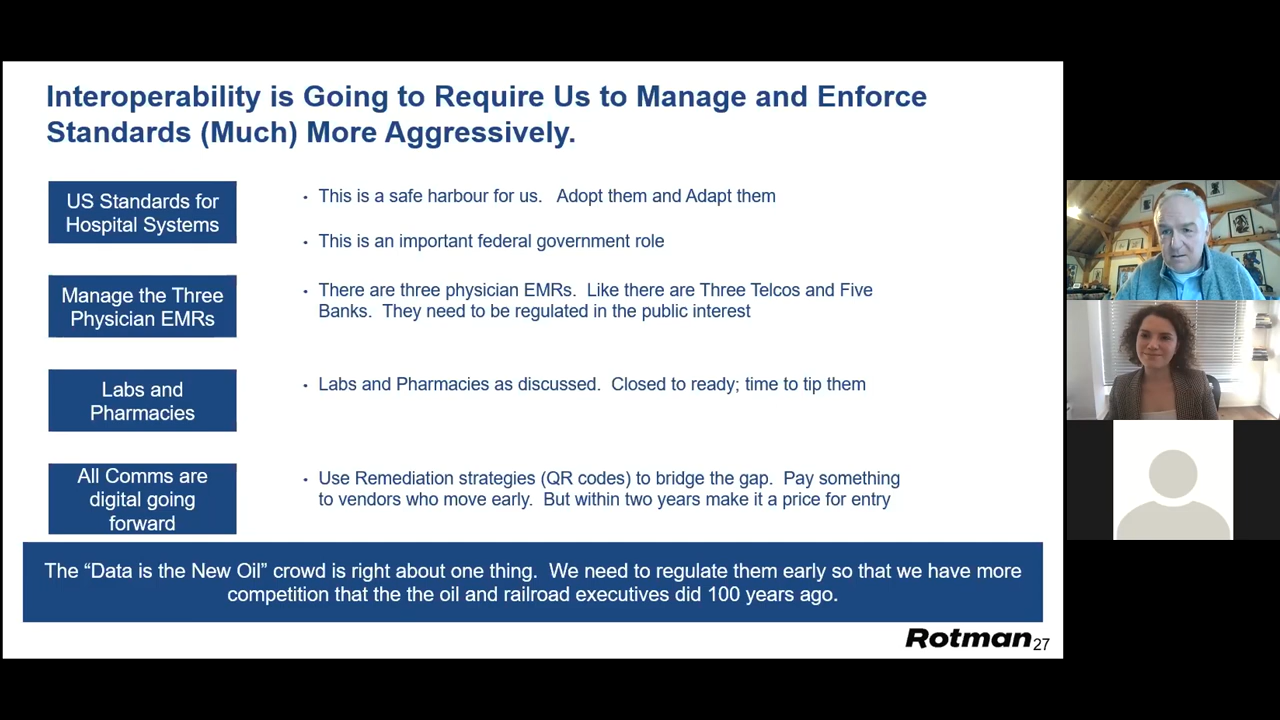 Interoperability is Going to Require Us to Manage and Enforce
Standards (Much) More Aggressively.
US Standards for
Hospital Systems
• This is a safe harbour for us. Adopt them and Adapt them
• This is an important federal government role
Manage the Three
Physician EMRs
• There are three physician EMRs. Like there are Three Telcos and Five
Banks. They need to be regulated in the public interest
Labs and
Pharmacies
• Labs and Pharmacies as discussed. Closed to ready; time to tip them
All Comms are
digital going
forward
• Use Remediation strategies (QR codes) to bridge the gap. Pay something
to vendors who move early. But within two years make it a price for entry
The “Data is the New Oil” crowd is right about one thing. We need to regulate them early so that we have more
competition that the the oil and railroad executives did 100 years ago.
Rotman 27